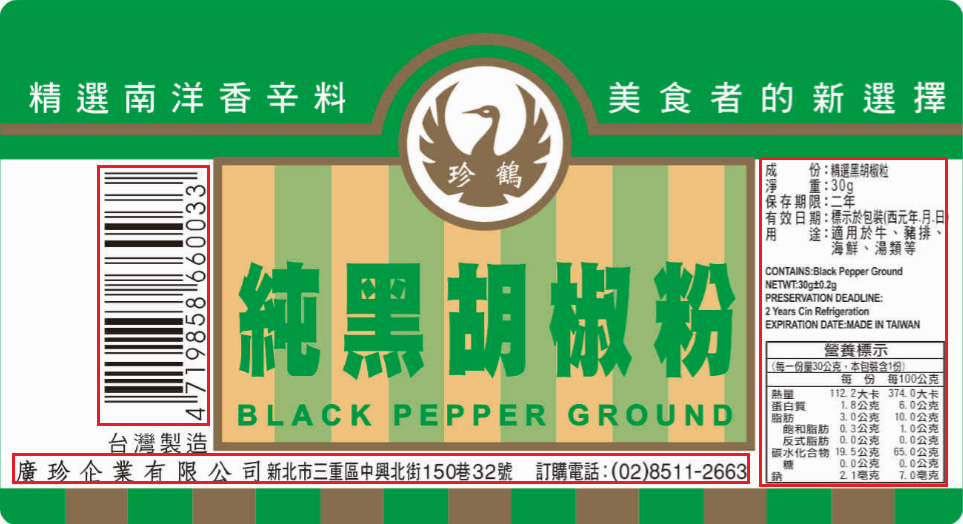 精選南洋香辛料
美食者的新選擇
珍鶴
純黑胡椒粉
BLACK PEPPER GROUND
4719858660033
台灣製造
廣珍企業有限公司 新北市三重區中興北街150巷32號 訂購電話:(02)8511-2663
成份:精選黑胡椒粒
淨重:30g
保存期限:二年
有效日期:標示於包裝(西元年.月.日)
用途:適用於牛、豬排、
海鮮、湯類等
CONTAINS:Black Pepper Ground
NETWT:30g±0.2g
PRESERVATION DEADLINE:
2 Years Cin Refrigeration
EXPIRATION DATE:MADE IN TAIWAN
營養標示
(每一份量30公克,本包裝含1份)
每份 每100公克
熱量 112.2大卡 374.0大卡
蛋白質 1.8公克 6.0公克
脂肪 3.0公克 10.0公克
飽和脂肪 0.3公克 1.0公克
反式脂肪 0.0公克 0.0公克
碳水化合物 19.5公克 65.0公克
糖 0.0公克 0.0公克
鈉 2.1毫克 7.0毫克